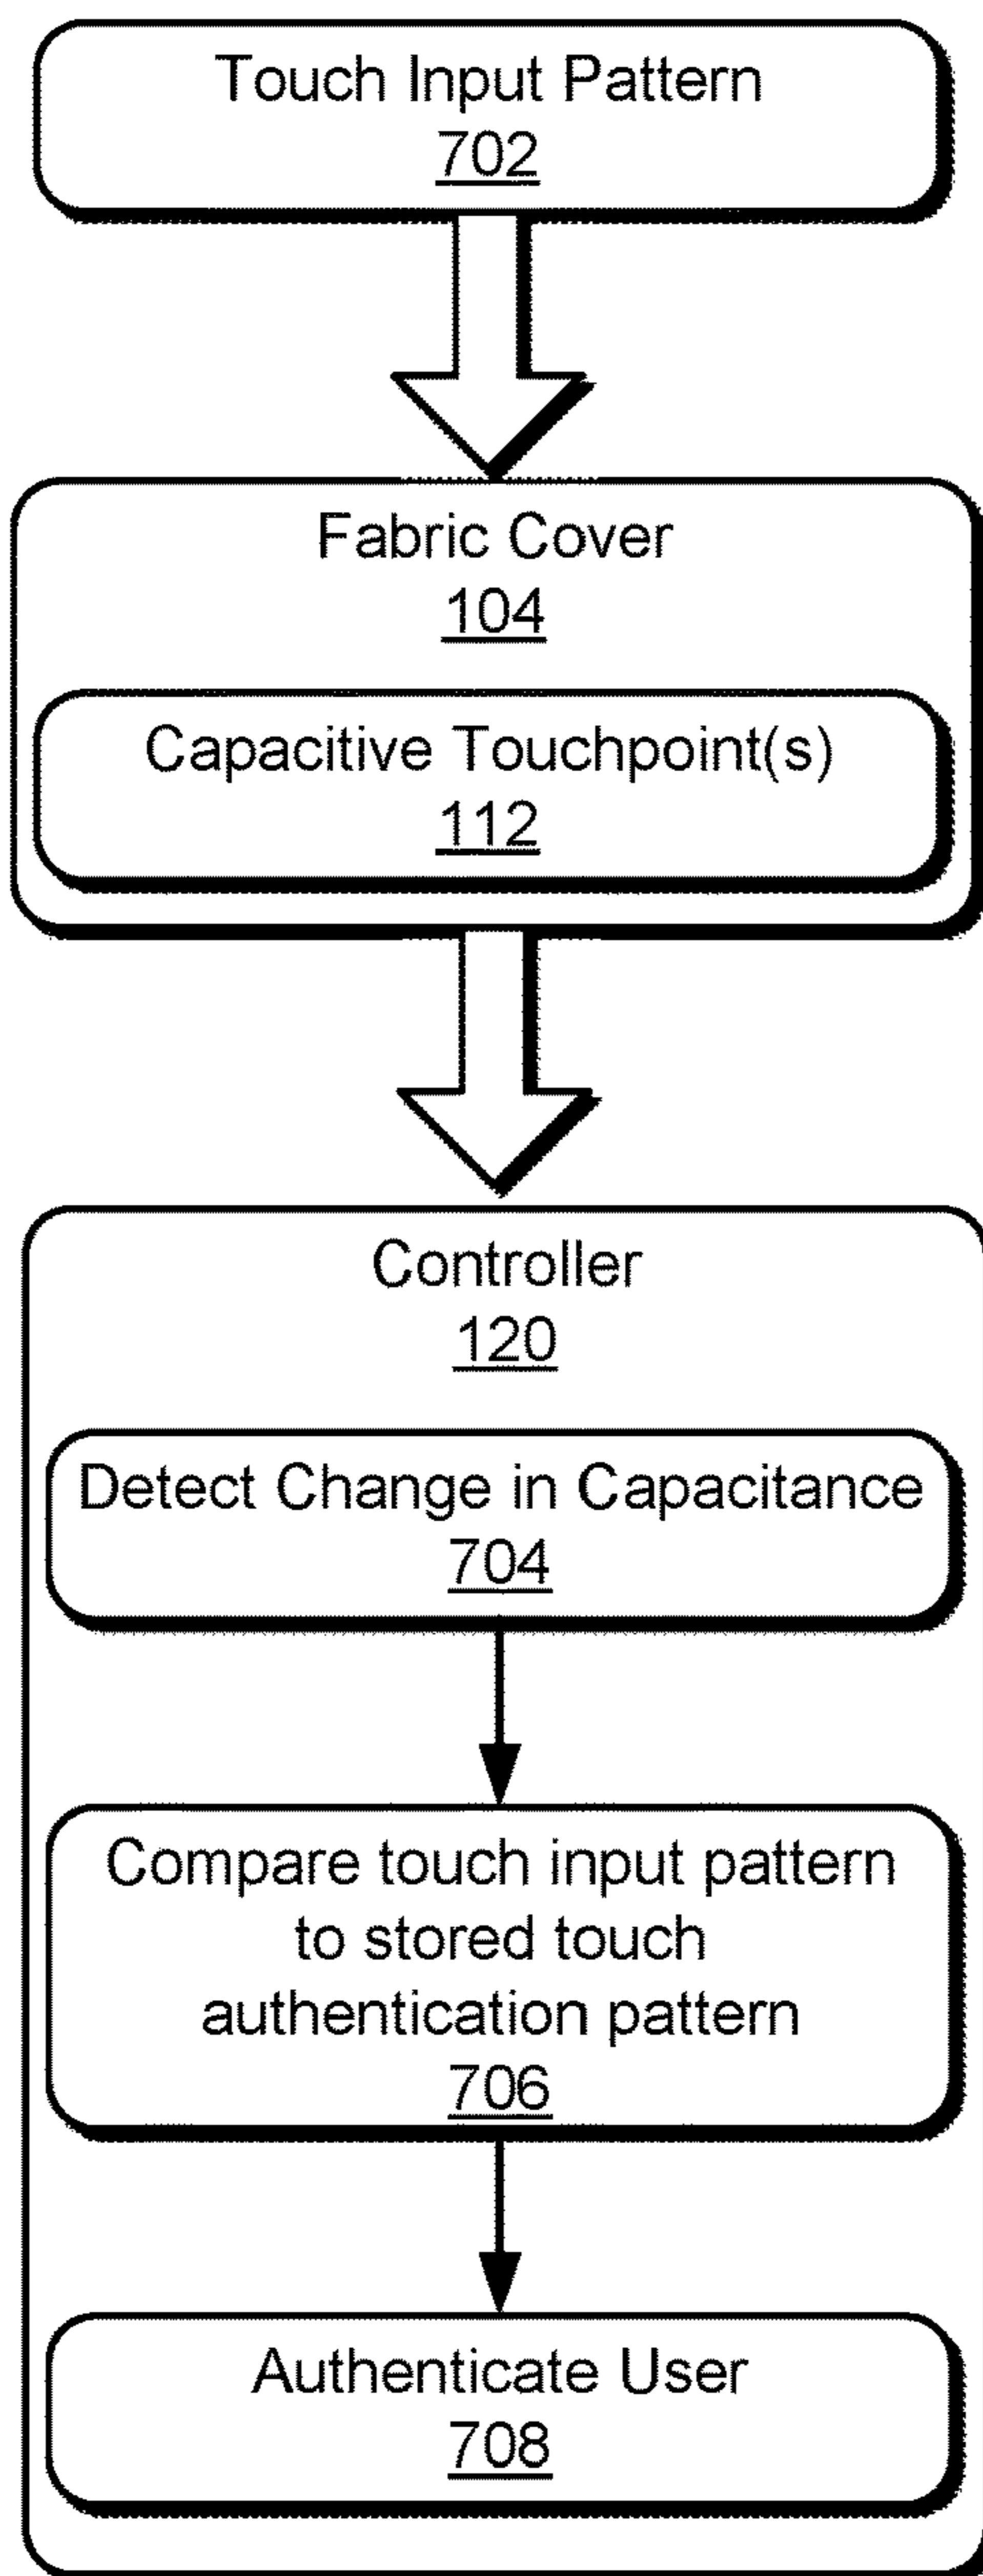 Touch Input Pattern
702
Fabric Cover
104
Capacitive Touchpoint(s)
112
Controller
120
Detect Change in Capacitance
704
Compare touch input pattern
to stored touch
authentication pattern
706
Authenticate User
708